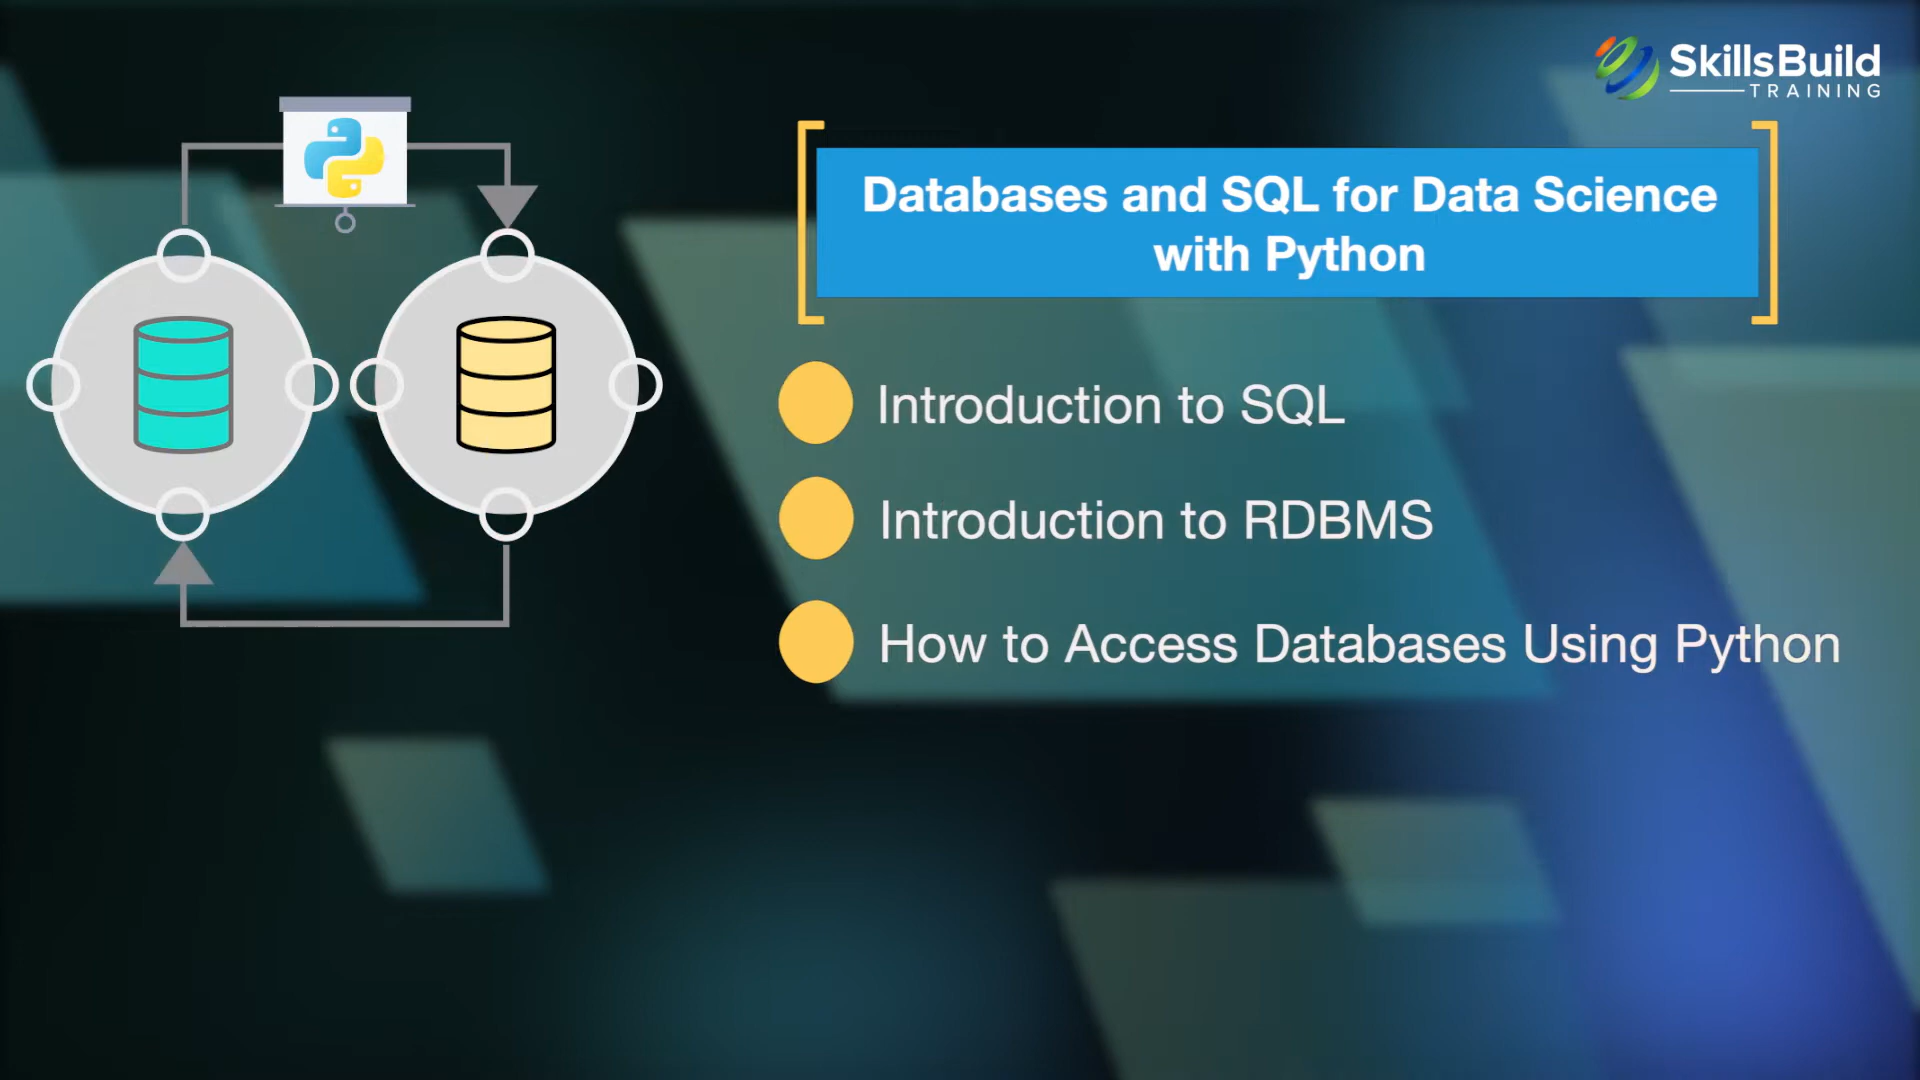 SkillsBuild
TRAINING
Databases and SQL for Data Science
with Python
Introduction to SQL
Introduction to RDBMS
How to Access Databases Using Python